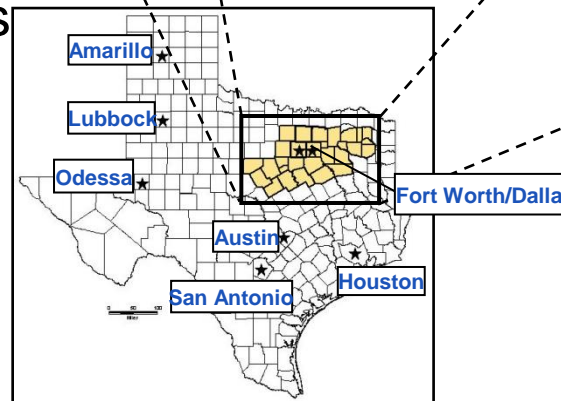 s
Amarillo
Lubbock
Odessa
Fort Worth/Dalla
Austin
Houston
San Antonio